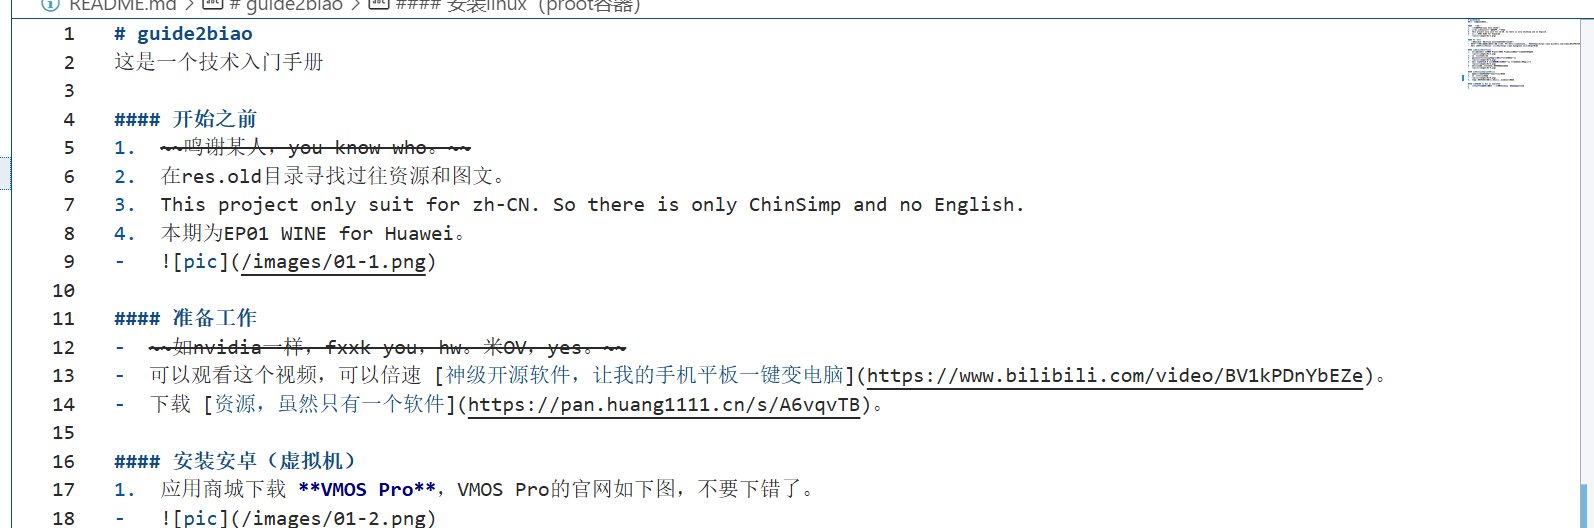 README.md > # guide2biao > #### 安装linux（proot容器）
1 # guide2biao
2 这是一个技术入门手册
3
4 #### 开始之前
5 1. ~~鸣谢某人，you know who。~~
6 2. 在res.old目录寻找过往资源和图文。
7 3. This project only suit for zh-CN. So there is only ChinSimp and no English.
8 4. 本期为EP01 WINE for Huawei。
9 - ![pic](/images/01-1.png)
10
11 #### 准备工作
12 - ~~如nvidia一样，fxxk you，hw。米OV，yes。~~
13 - 可以观看这个视频，可以倍速 [神级开源软件，让我的手机平板一键变电脑](https://www.bilibili.com/video/BV1kPDnYbEZe)。
14 - 下载 [资源，虽然只有一个软件](https://pan.huang1111.cn/s/A6vqvTB)。
15
16 #### 安装安卓（虚拟机）
17 1. 应用商城下载 **VMOS Pro**，VMOS Pro的官网如下图，不要下错了。
18 - ![pic](/images/01-2.png)